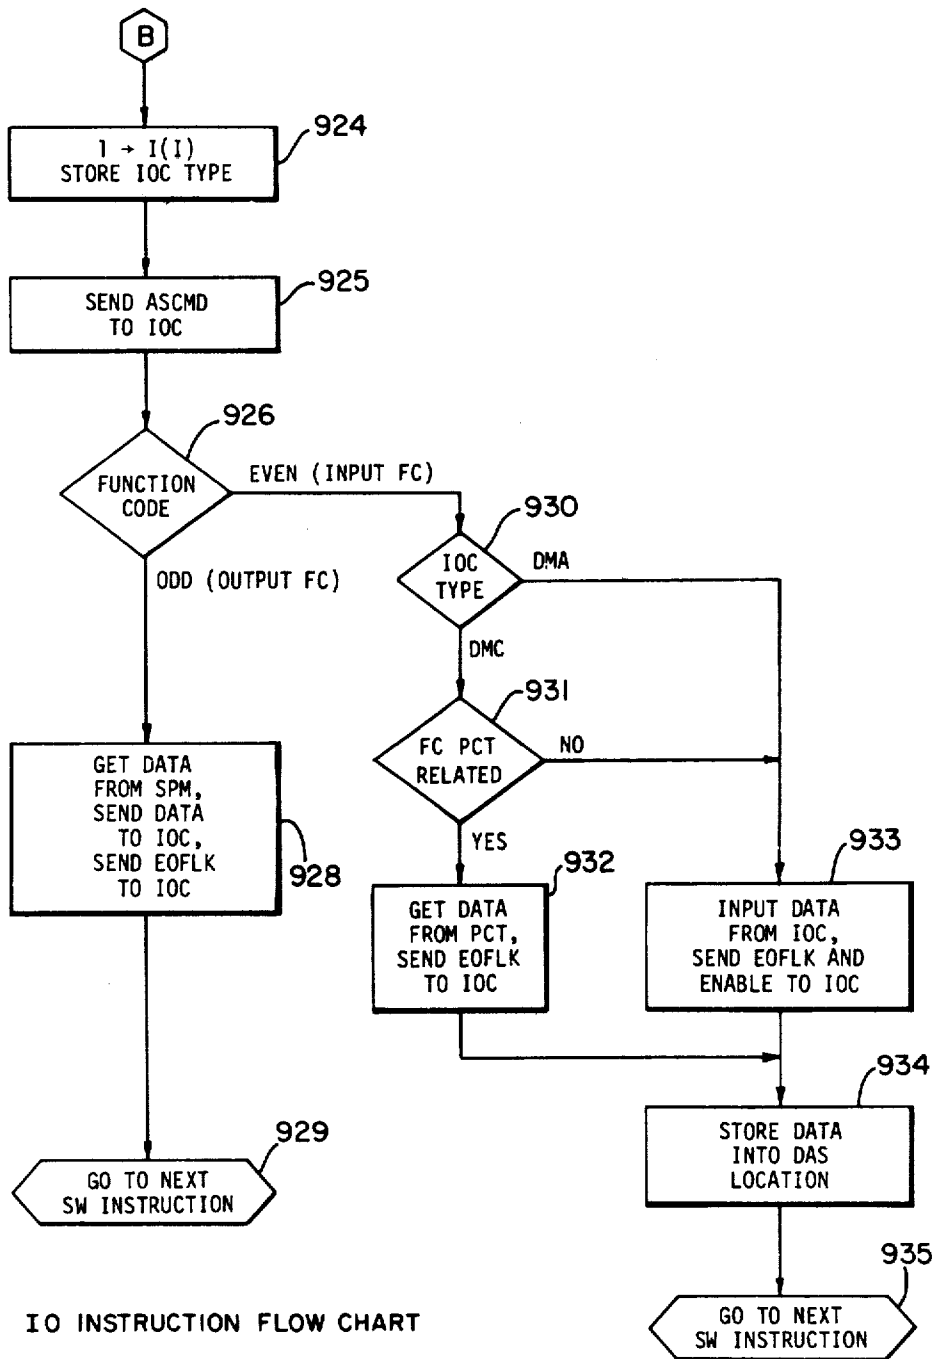 B
924
1 → I(I)
STORE IOC TYPE
925
SEND ASCMD
TO IOC
926
FUNCTION
CODE
EVEN (INPUT FC)
ODD (OUTPUT FC)
930
IOC
TYPE
DMA
DMC
931
FC PCT
RELATED
NO
YES
GET DATA
FROM SPM,
SEND DATA
TO IOC,
SEND EOFLK
TO IOC
928
932
GET DATA
FROM PCT,
SEND EOFLK
TO IOC
933
INPUT DATA
FROM IOC,
SEND EOFLK AND
ENABLE TO IOC
934
STORE DATA
INTO DAS
LOCATION
929
GO TO NEXT
SW INSTRUCTION
935
GO TO NEXT
SW INSTRUCTION
IO INSTRUCTION FLOW CHART